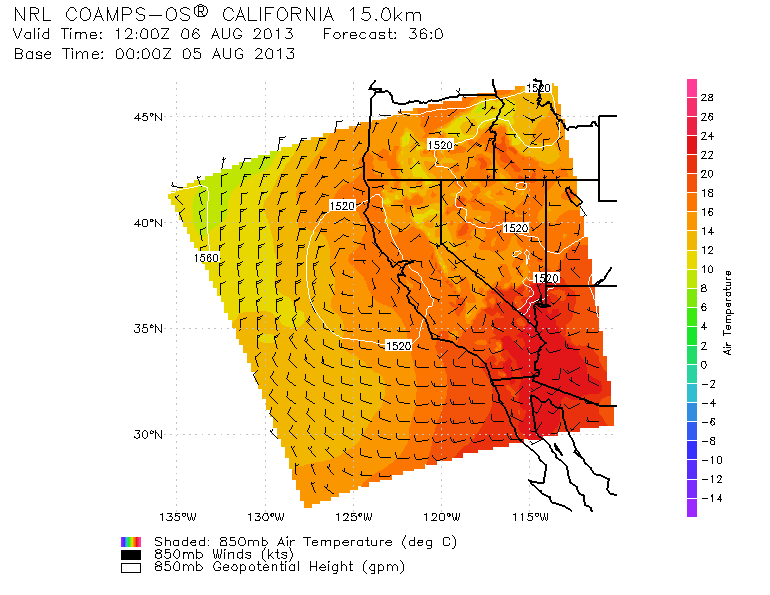 NRL COAMPS-OS® CALIFORNIA 15.0km
Valid Time: 12:00Z 06 AUG 2013 Forecast: 36:0
Base Time: 00:00Z 05 AUG 2013
1520
45°N
1520
1520
40°N
1520
1560
1520
35°N
1520
30°N
135°W 130°W 125°W 120°W 115°W
28
26
24
22
20
18
16
14
12
10
8
6
4
2
0
-2
-4
-6
-8
-10
-12
-14
Air Temperature
Shaded: 850mb Air Temperature (deg C)
850mb Winds (kts)
850mb Geopotential Height (gpm)